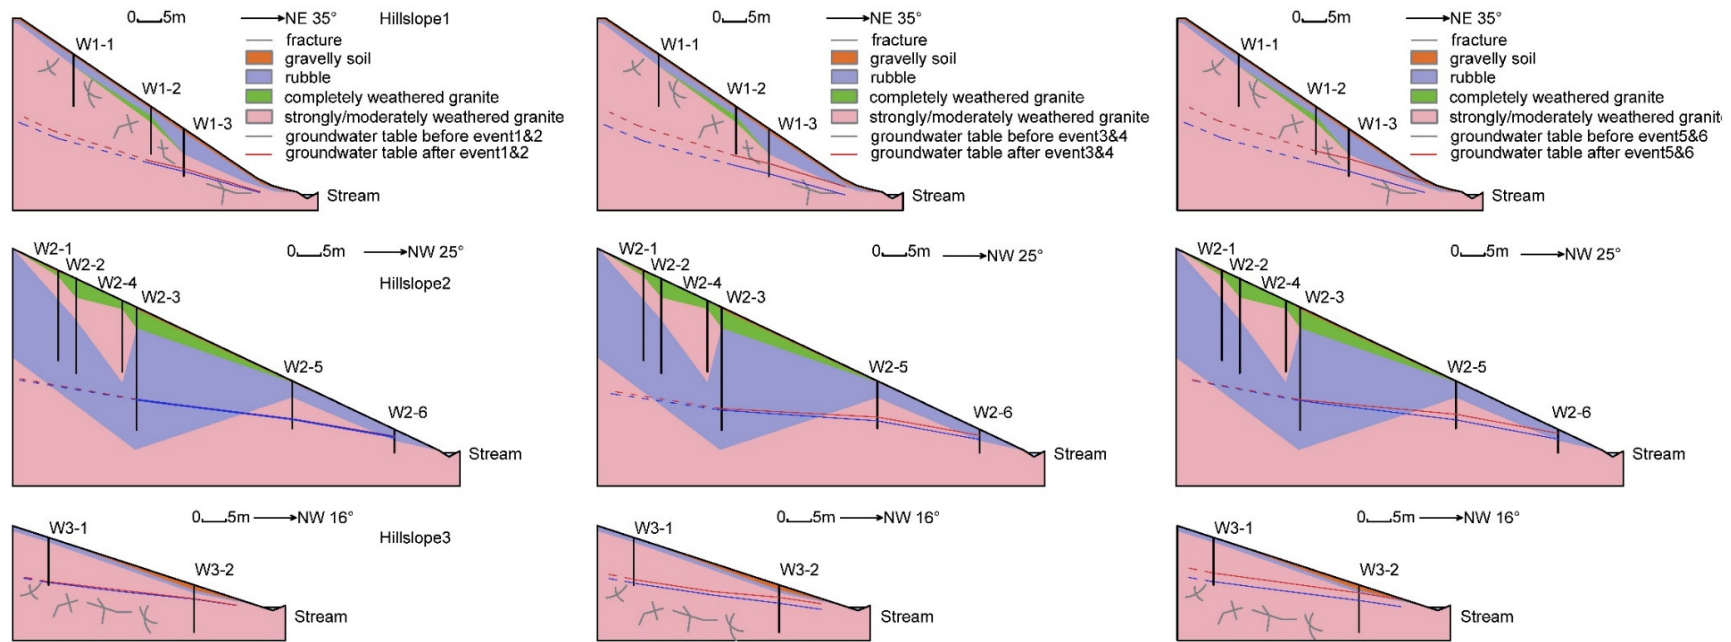 0 5m NE 35° Hillslope1
fracture
gravelly soil
rubble
completely weathered granite
strongly/moderately weathered granite
groundwater table before event1&2
groundwater table after event1&2
W1-1
W1-2
W1-3
Stream
0 5m NE 35°
fracture
gravelly soil
rubble
completely weathered granite
strongly/moderately weathered granite
groundwater table before event3&4
groundwater table after event3&4
W1-1
W1-2
W1-3
Stream
0 5m NE 35°
fracture
gravelly soil
rubble
completely weathered granite
strongly/moderately weathered granit
groundwater table before event5&6
groundwater table after event5&6
W1-1
W1-2
W1-3
Stream
0 5m NW 25°
Hillslope2
W2-1
W2-2
W2-4
W2-3
W2-5
W2-6
Stream
0 5m NW 25°
W2-1
W2-2
W2-4
W2-3
W2-5
W2-6
Stream
0 5m NW 25°
W2-1
W2-2
W2-4
W2-3
W2-5
W2-6
Stream
0 5m NW 16°
Hillslope3
W3-1
W3-2
Stream
0 5m NW 16°
W3-1
W3-2
Stream
0 5m NW 16°
W3-1
W3-2
Stream